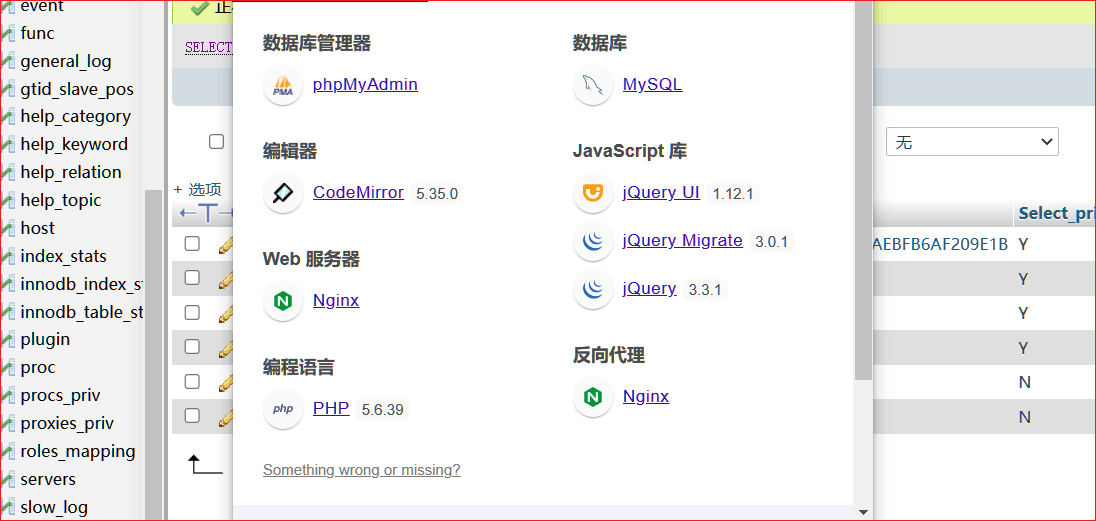 event
func
general_log
gtid_slave_pos
help_category
help_keyword
help_relation
help_topic
host
index_stats
innodb_index_st
innodb_table_st
plugin
proc
procs_priv
proxies_priv
roles_mapping
servers
slow_log
SELECT
+ 选项
←T→
数据库管理器
PMA
phpMyAdmin
编辑器
CodeMirror 5.35.0
Web 服务器
Nginx
编程语言
php
PHP 5.6.39
Something wrong or missing?
数据库
MySQL
JavaScript 库
jQuery UI 1.12.1
jQuery Migrate 3.0.1
jQuery 3.3.1
反向代理
Nginx
无
Select_pri
AEBFB6AF209E1B Y
Y
Y
Y
N
N